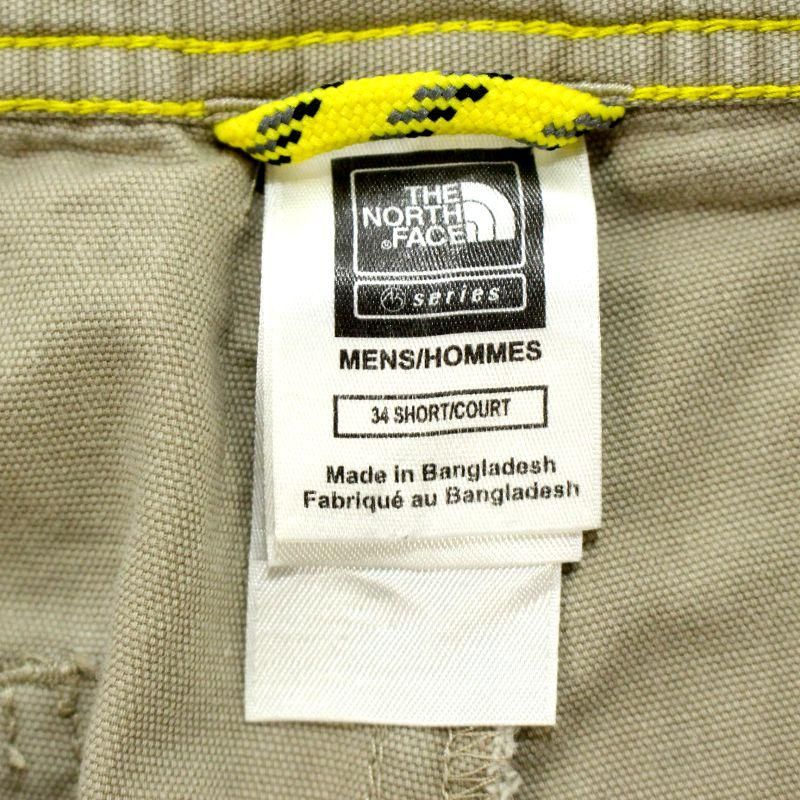 THE
NORTH
FACE®
series
MENS/HOMMES
34 SHORT/COURT
Made in Bangladesh
Fabriqué au Bangladesh